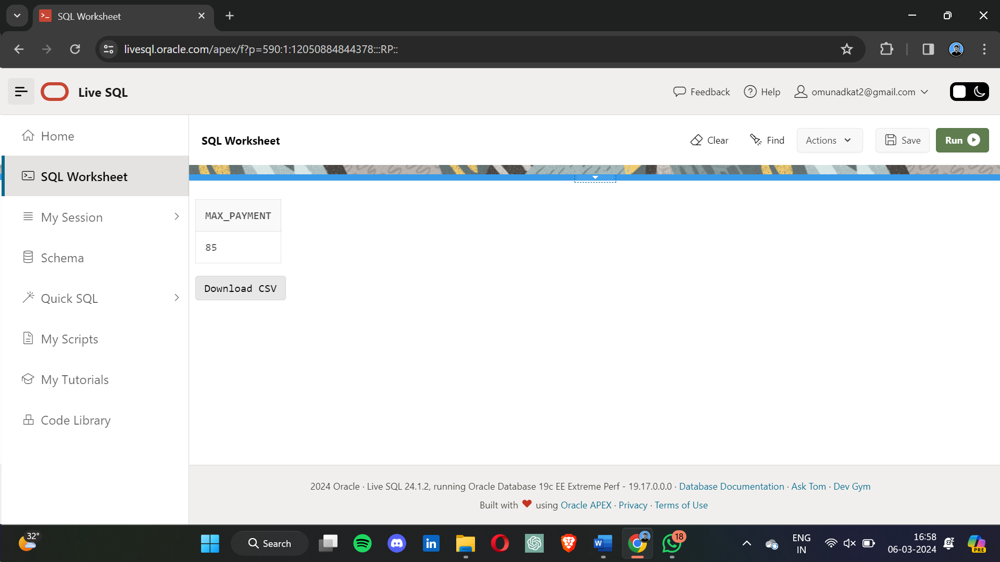 SQL Worksheet
livesql.oracle.com/apex/f?p=590:1:12050884844378:::RP::
Live SQL
Feedback
Help
omunadkat2@gmail.com
Home
SQL Worksheet
My Session
Schema
Quick SQL
My Scripts
My Tutorials
Code Library
SQL Worksheet
Clear
Find
Actions
Save
Run
MAX_PAYMENT
85
Download CSV
2024 Oracle · Live SQL 24.1.2, running Oracle Database 19c EE Extreme Perf - 19.17.0.0.0 · Database Documentation · Ask Tom · Dev Gym
Built with ❤ using Oracle APEX · Privacy · Terms of Use
32°
Search
in
W
18
ENG
IN
16:58
06-03-2024
PRE